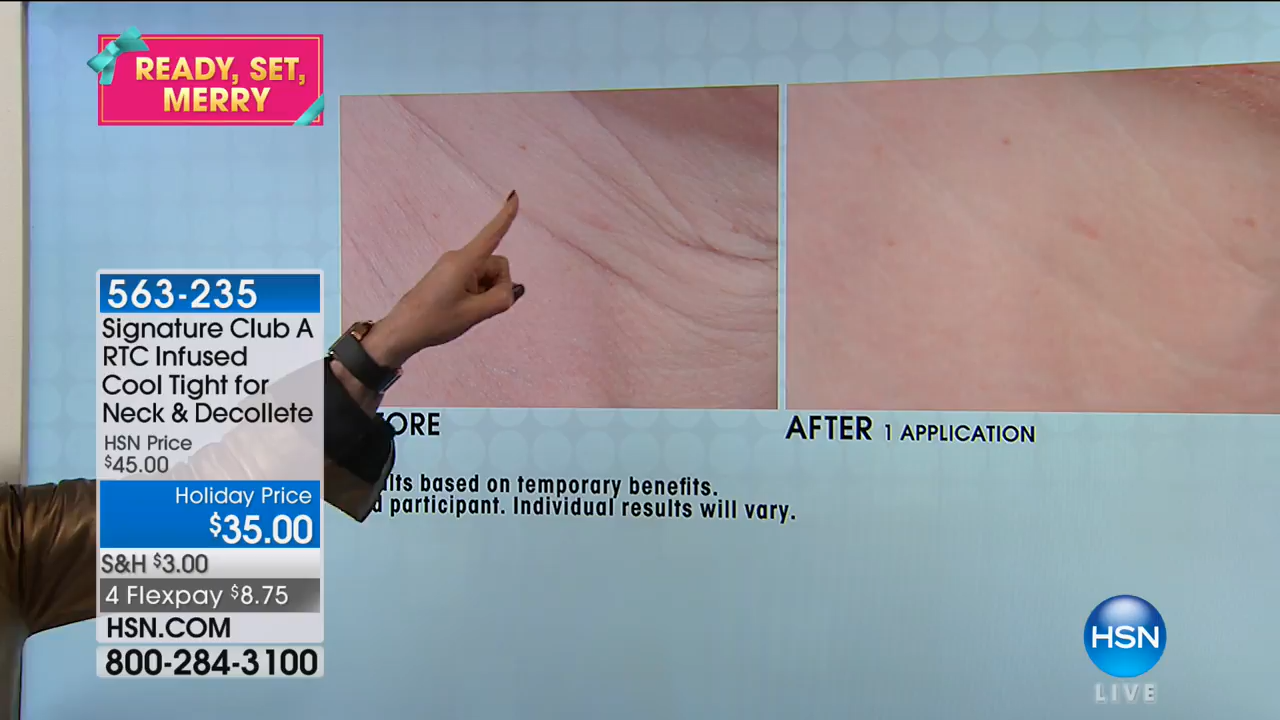 READY, SET,
MERRY
563-235
Signature Club A
RTC Infused
Cool Tight for
Neck & Decollete
HSN Price
$45.00
Holiday Price
$35.00
S&H $3.00
4 Flexpay $8.75
HSN.COM
800-284-3100
AFTER 1 APPLICATION
based on temporary benefits.
participant. Individual results will vary.
HSN
LIVE